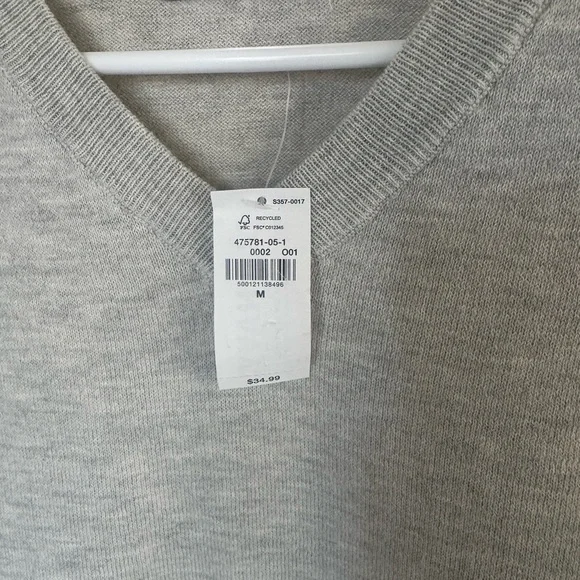 S357-0017
RECYCLED
FSC FSC® C012345
475781-05-1
0002 O01
500121138496
M
$34.99